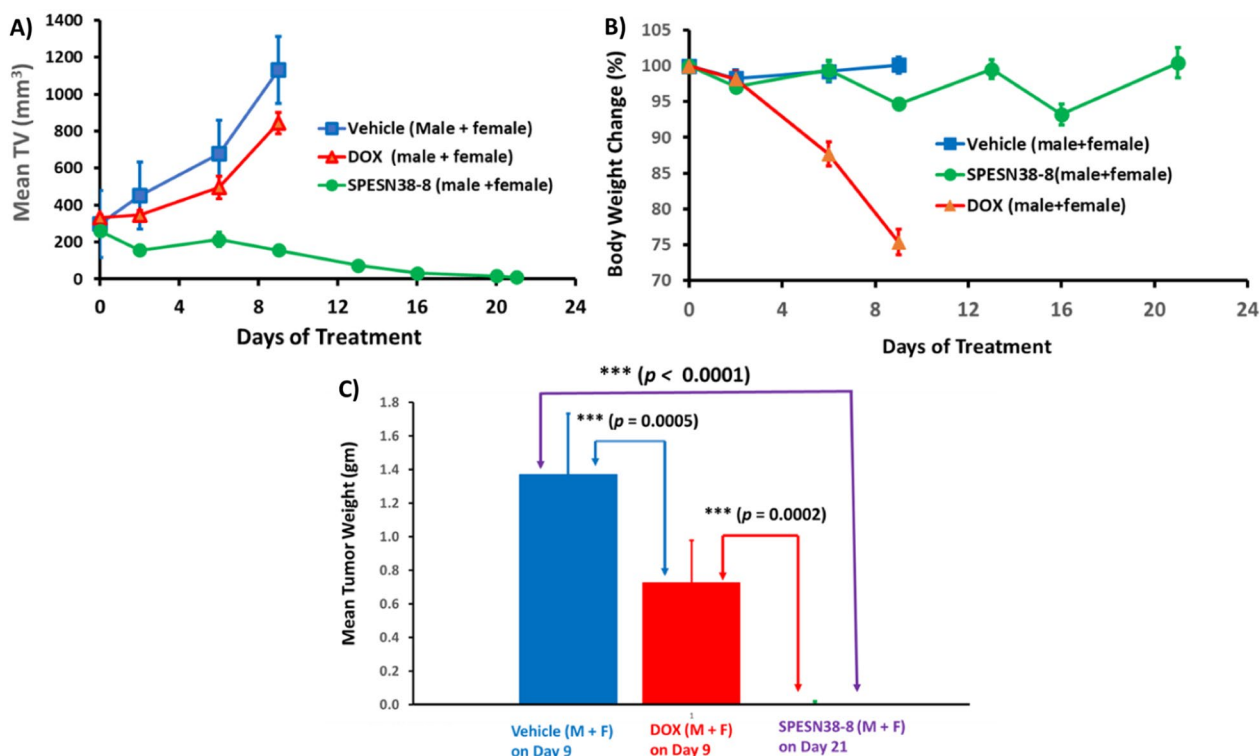 A)
Mean TV (mm³)
1400
1200
1000
800
600
400
200
0
Vehicle (Male + female)
DOX (male + female)
SPESN38-8 (male +female)
0 4 8 12 16 20 24
Days of Treatment
B)
Body Weight Change (%)
105
100
95
90
85
80
75
70
Vehicle (male+female)
SPESN38-8(male+female)
DOX (male+female)
0 4 8 12 16 20 24
Days of Treatment
C)
Mean Tumor Weight (gm)
1.8
1.6
1.4
1.2
1.0
0.8
0.6
0.4
0.2
0.0
*** (p < 0.0001)
*** (p = 0.0005)
*** (p = 0.0002)
1
Vehicle (M + F)
on Day 9
DOX (M + F)
on Day 9
SPESN38-8 (M + F)
on Day 21